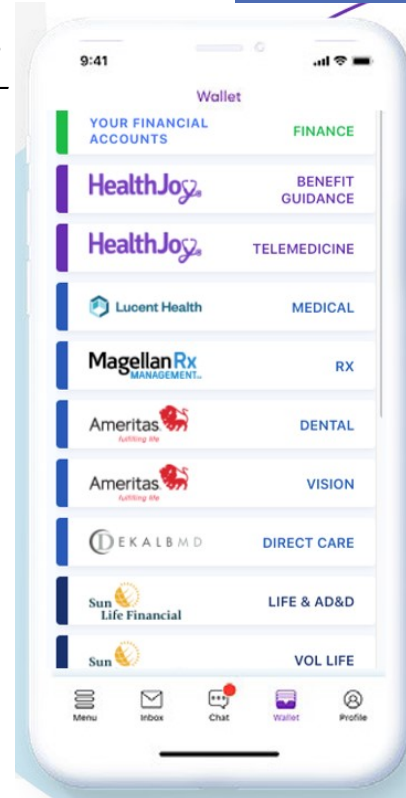 9:41
Wallet
YOUR FINANCIAL
ACCOUNTS
FINANCE
HealthJoy
BENEFIT
GUIDANCE
HealthJoy
TELEMEDICINE
Lucent Health
MEDICAL
MagellanRx
MANAGEMENT
RX
Ameritas
fulfilling life
DENTAL
Ameritas
fulfilling life
VISION
DEKALBMD
DIRECT CARE
Sun
Life Financial
LIFE & AD&D
Sun
VOL LIFE
Menu
Inbox
Chat
Wallet
Profile